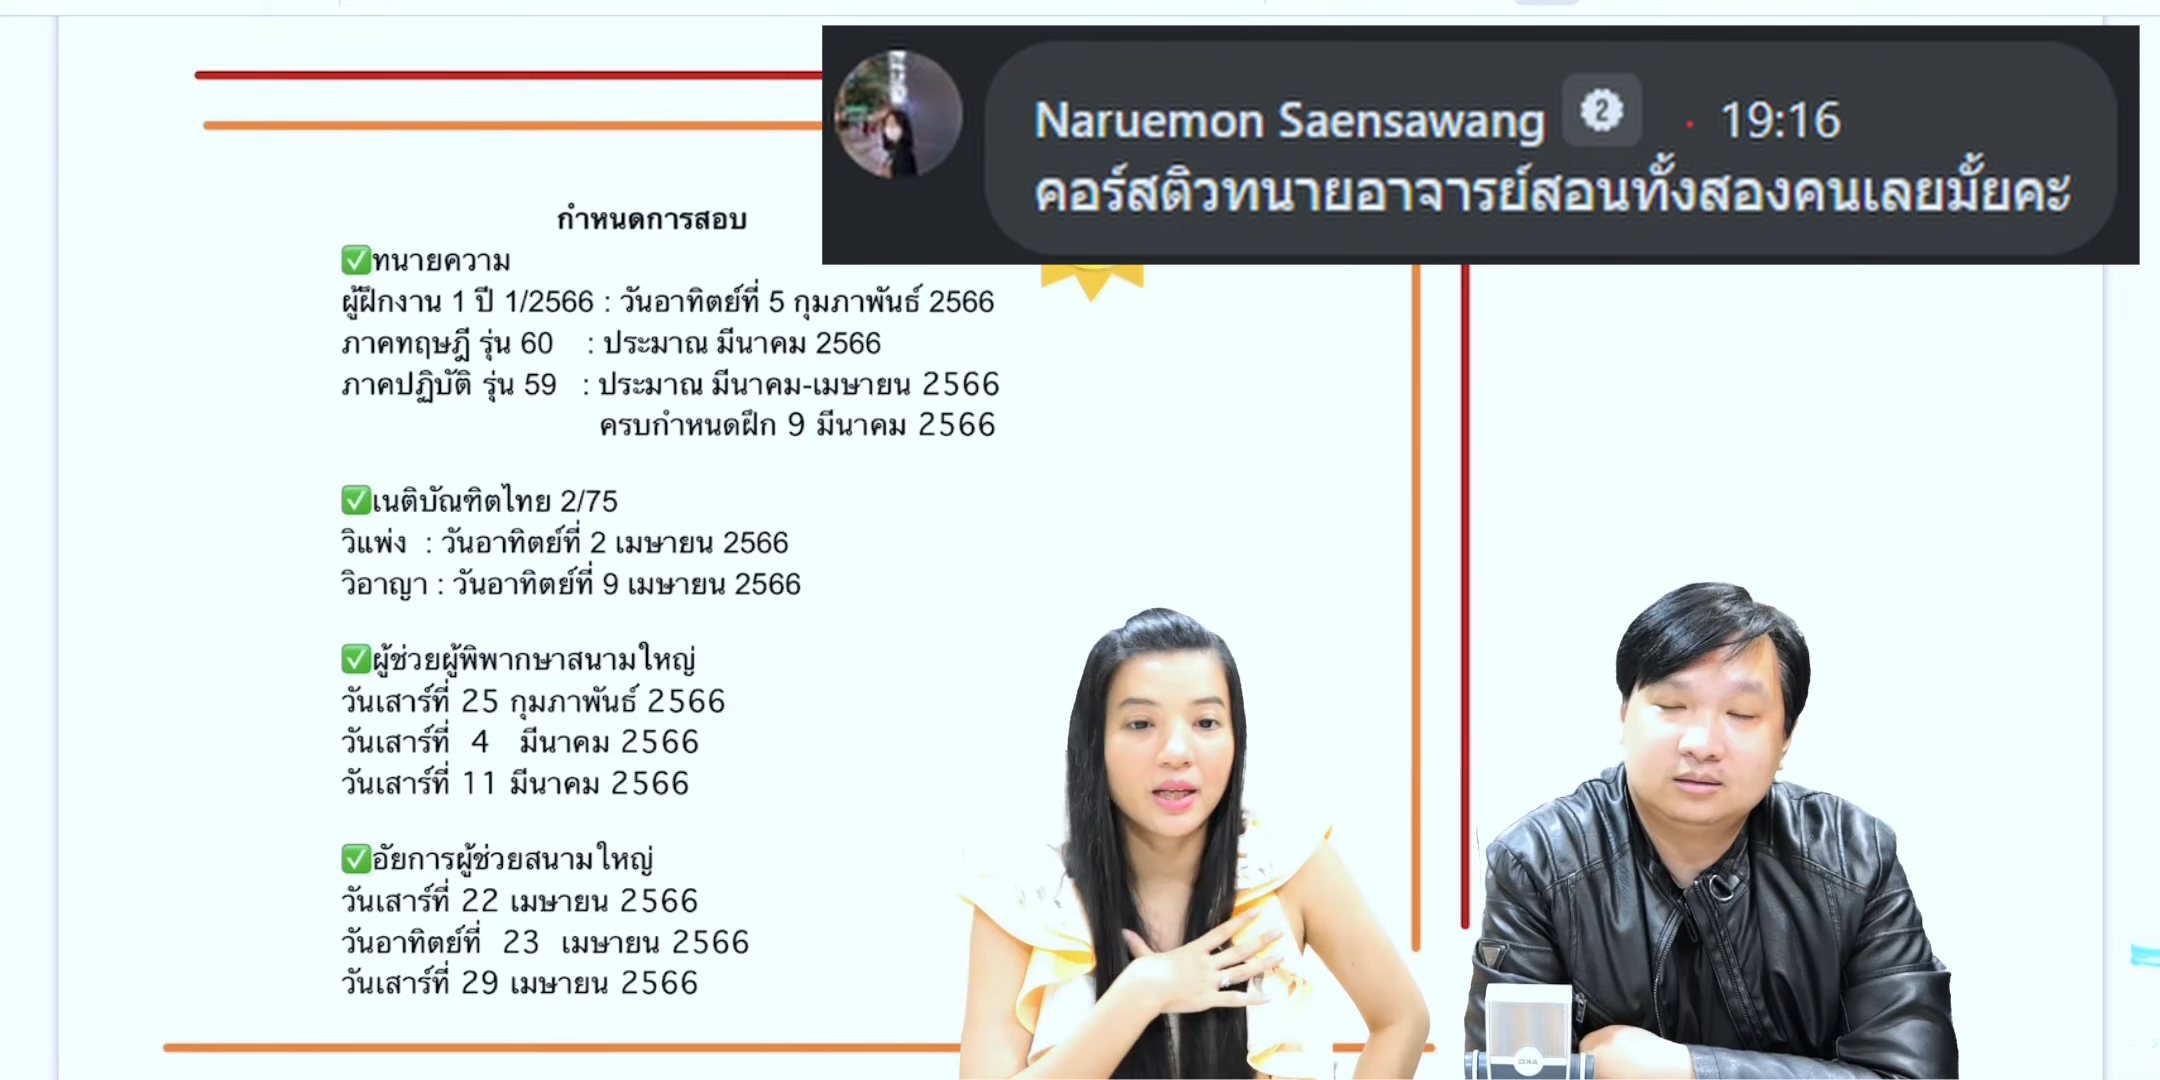 Naruemon Saensawang 2 · 19:16
คอร์สติวทนายอาจารย์สอนทั้งสองคนเลยมั้ยคะ
กำหนดการสอบ
✅ทนายความ
ผู้ฝึกงาน 1 ปี 1/2566 : วันอาทิตย์ที่ 5 กุมภาพันธ์ 2566
ภาคทฤษฎี รุ่น 60 : ประมาณ มีนาคม 2566
ภาคปฏิบัติ รุ่น 59 : ประมาณ มีนาคม-เมษายน 2566
ครบกำหนดฝึก 9 มีนาคม 2566
✅เนติบัณฑิตไทย 2/75
วิแพ่ง : วันอาทิตย์ที่ 2 เมษายน 2566
วิอาญา : วันอาทิตย์ที่ 9 เมษายน 2566
✅ผู้ช่วยผู้พิพากษาสนามใหญ่
วันเสาร์ที่ 25 กุมภาพันธ์ 2566
วันเสาร์ที่ 4 มีนาคม 2566
วันเสาร์ที่ 11 มีนาคม 2566
✅อัยการผู้ช่วยสนามใหญ่
วันเสาร์ที่ 22 เมษายน 2566
วันอาทิตย์ที่ 23 เมษายน 2566
วันเสาร์ที่ 29 เมษายน 2566